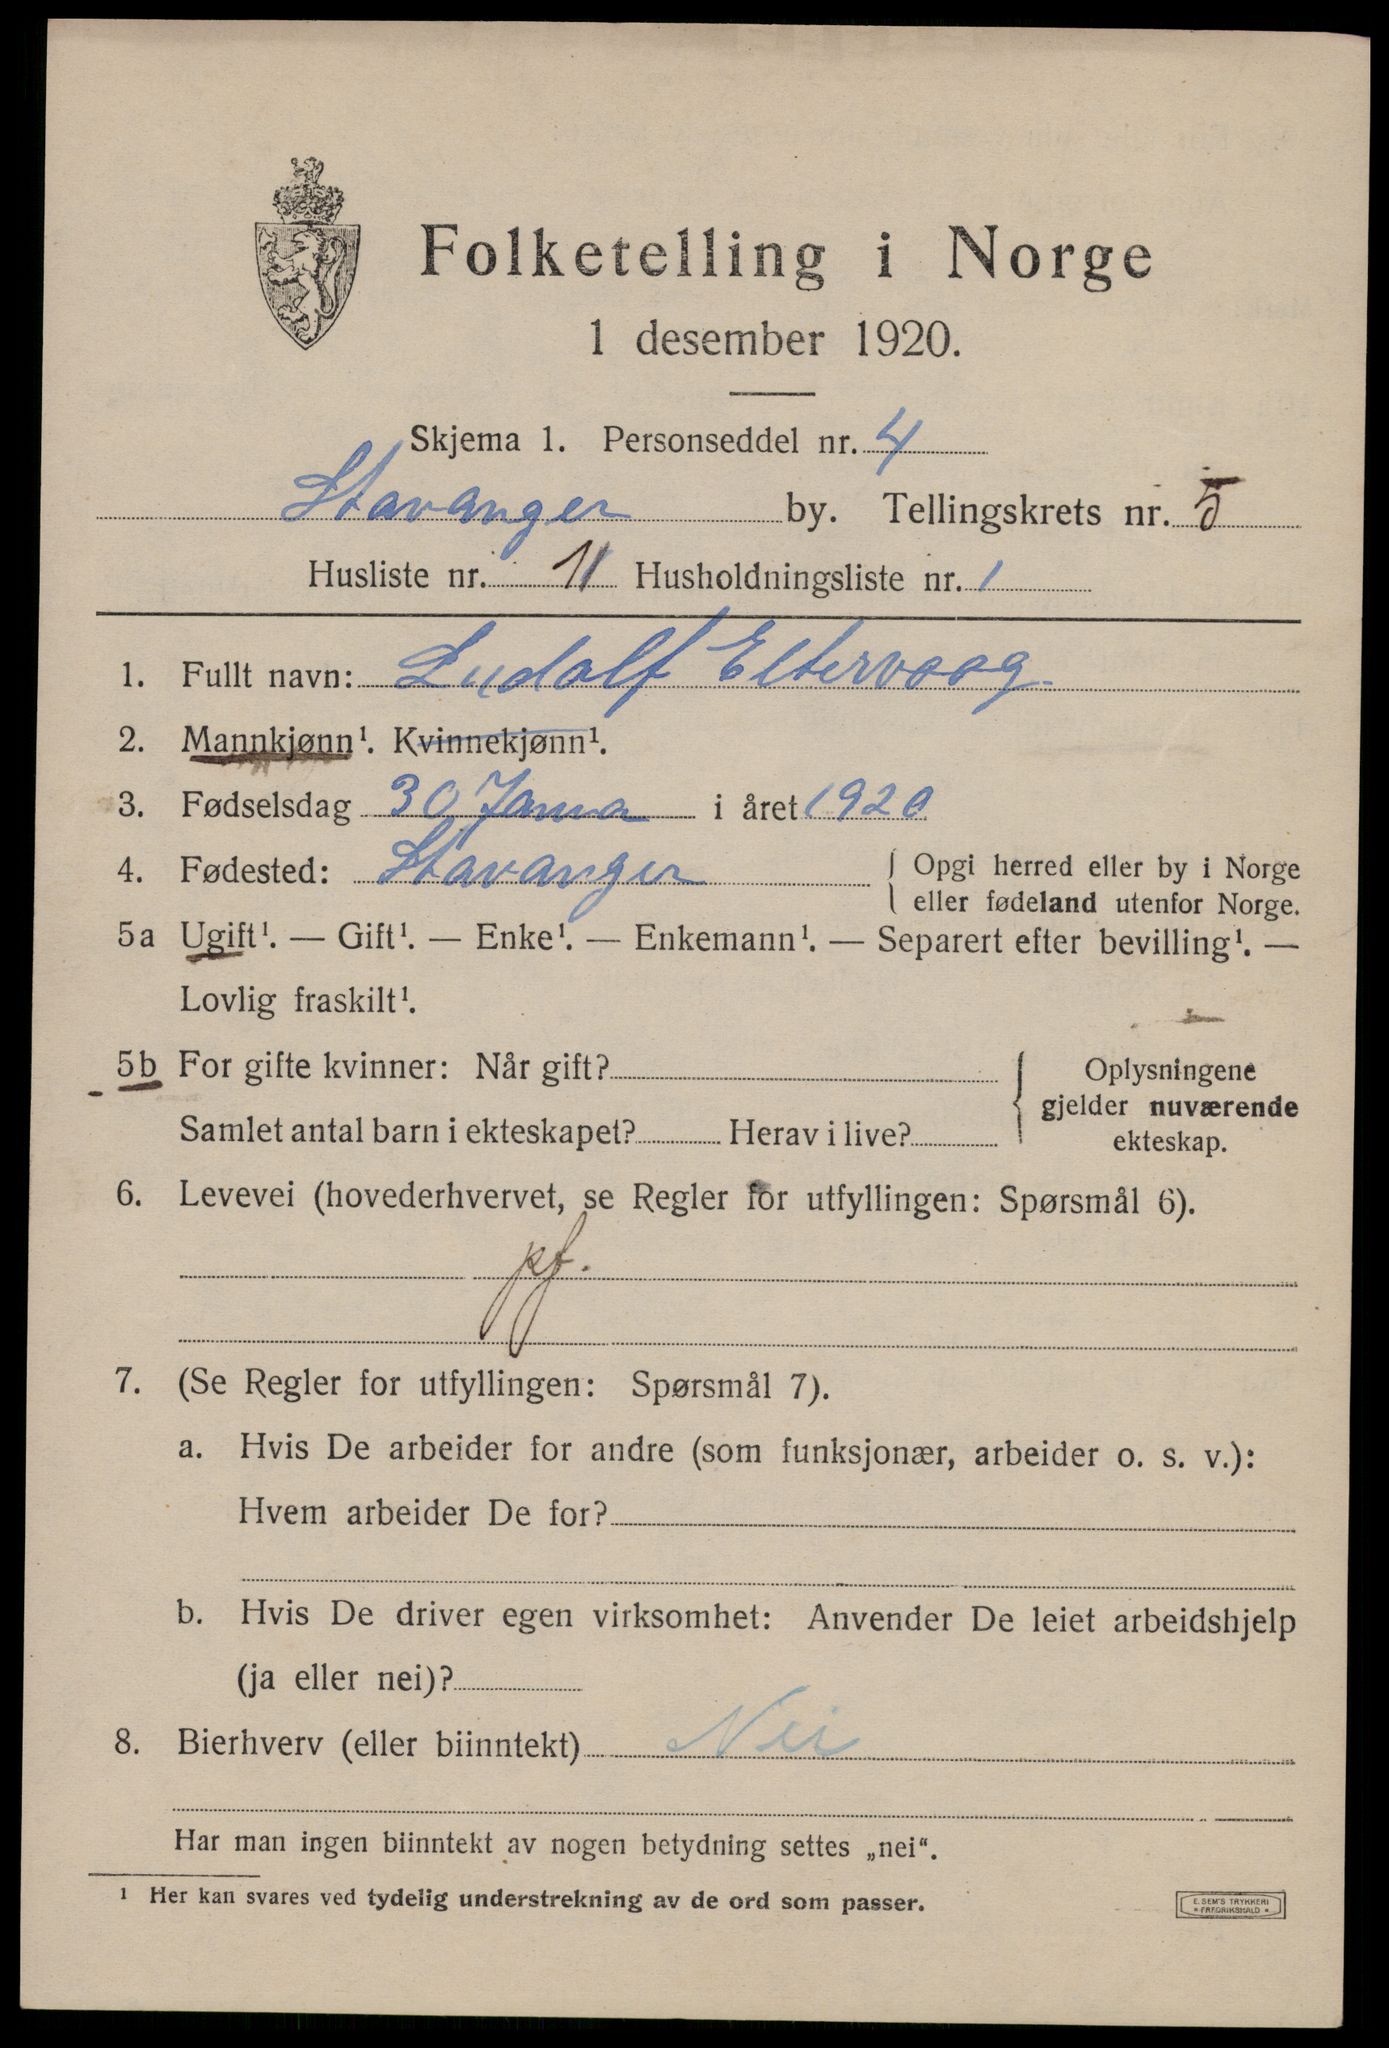 Folketelling i Norge
1 desember 1920.
Skjema 1. Personseddel nr. 4
Stavanger by. Tellingskrets nr. 5
Husliste nr. 11 Husholdningsliste nr. 1
1. Fullt navn: Ludolf Eltervoog
2. Mannkjønn¹. Kvinnekjønn¹.
3. Fødselsdag 30 Janua i året 1920
4. Fødested: Stavanger { Opgi herred eller by i Norge
eller fødeland utenfor Norge.
5a Ugift¹. — Gift¹. — Enke¹. — Enkemann¹. — Separert efter bevilling¹. —
Lovlig fraskilt¹.
5b For gifte kvinner: Når gift? { Oplysningene
gjelder nuværende
Samlet antal barn i ekteskapet? Herav i live? ekteskap.
6. Levevei (hovederhvervet, se Regler for utfyllingen: Spørsmål 6).
pf.
7. (Se Regler for utfyllingen: Spørsmål 7).
a. Hvis De arbeider for andre (som funksjonær, arbeider o. s. v.):
Hvem arbeider De for?
b. Hvis De driver egen virksomhet: Anvender De leiet arbeidshjelp
(ja eller nei)?
8. Bierhverv (eller biinntekt) Nei
Har man ingen biinntekt av nogen betydning settes „nei“.
¹ Her kan svares ved tydelig understrekning av de ord som passer.
E. SEM'S TRYKKERI
* FREDRIKSHALD *